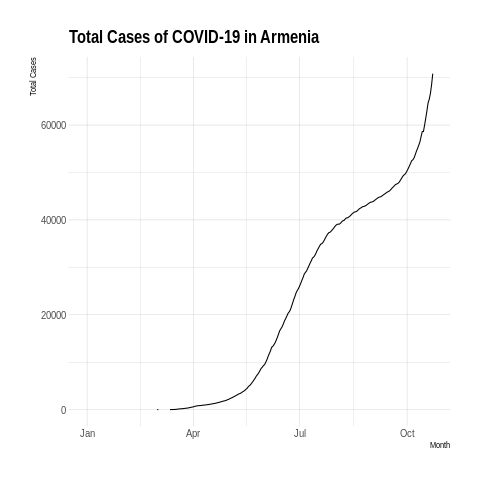 Total Cases of COVID-19 in Armenia
Total Cases
60000
40000
20000
0
Jan Apr Jul Oct
Month